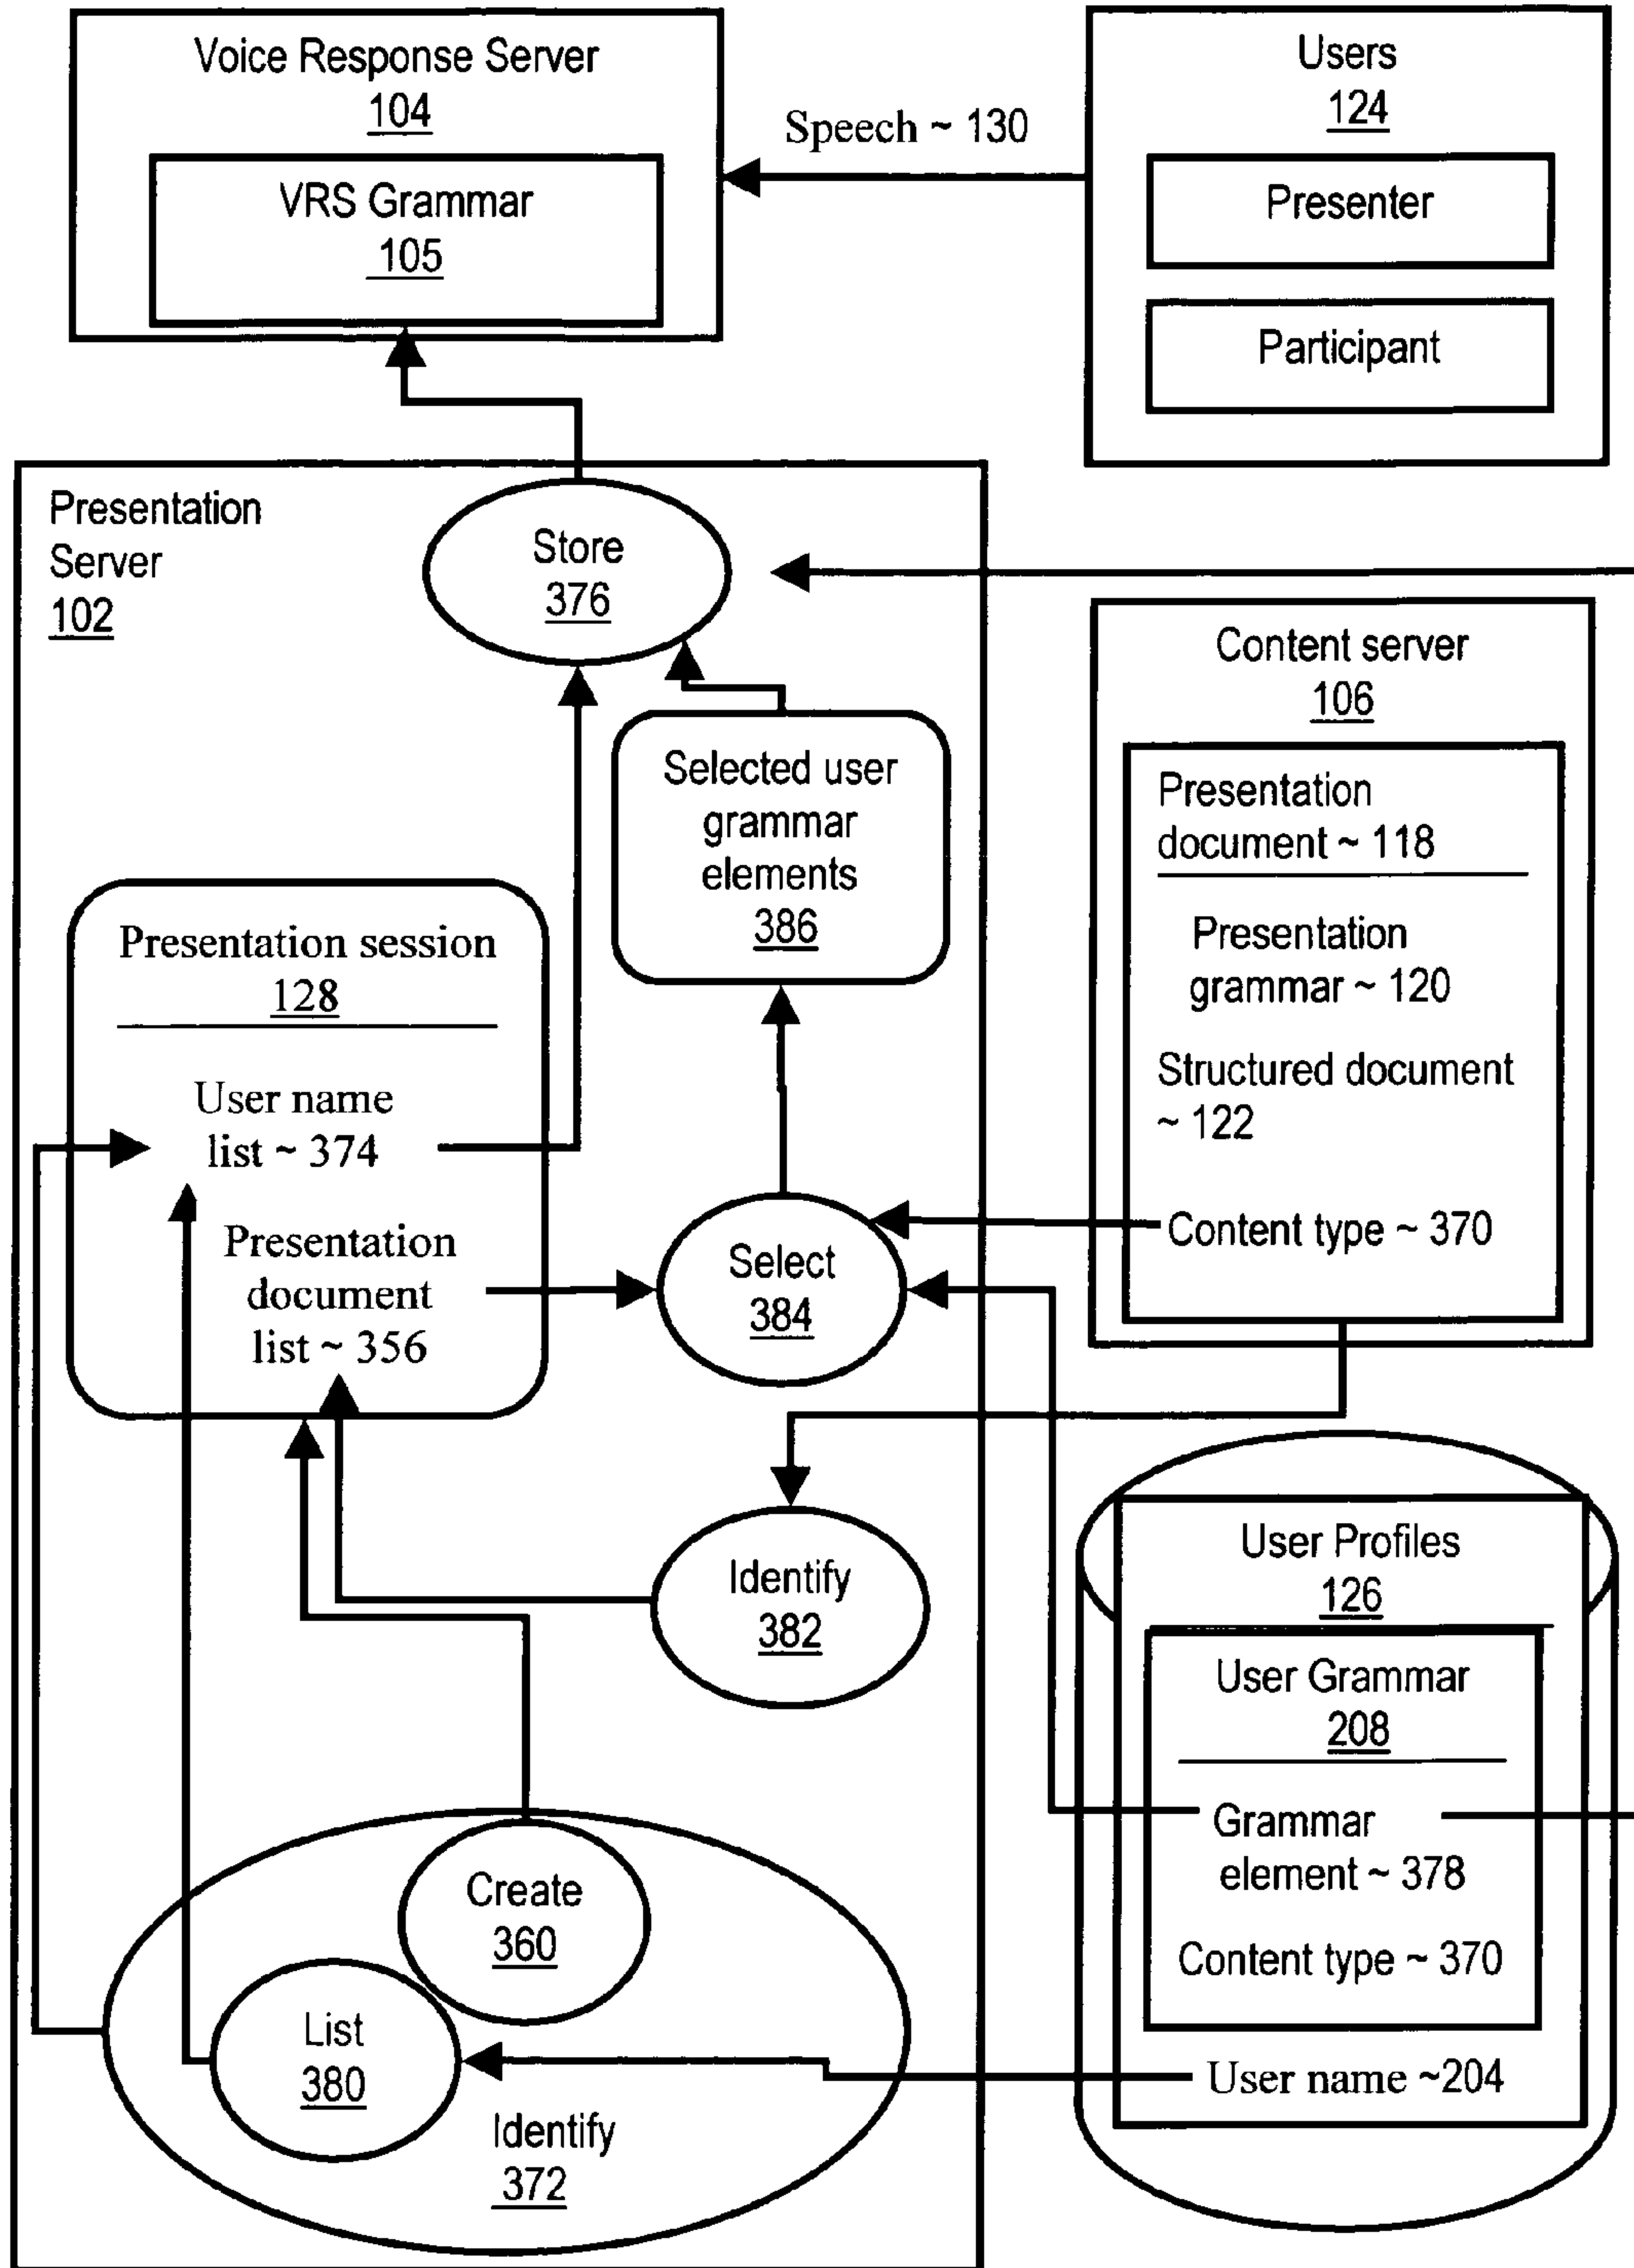 Voice Response Server
104
VRS Grammar
105
Speech ~ 130
Users
124
Presenter
Participant
Presentation
Server
102
Store
376
Selected user
grammar
elements
386
Content server
106
Presentation
document ~ 118
Presentation
grammar ~ 120
Structured document
~ 122
Content type ~ 370
Presentation session
128
User name
list ~ 374
Presentation
document
list ~ 356
Select
384
Identify
382
User Profiles
126
User Grammar
208
Grammar
element ~ 378
Content type ~ 370
User name ~204
Create
360
List
380
Identify
372